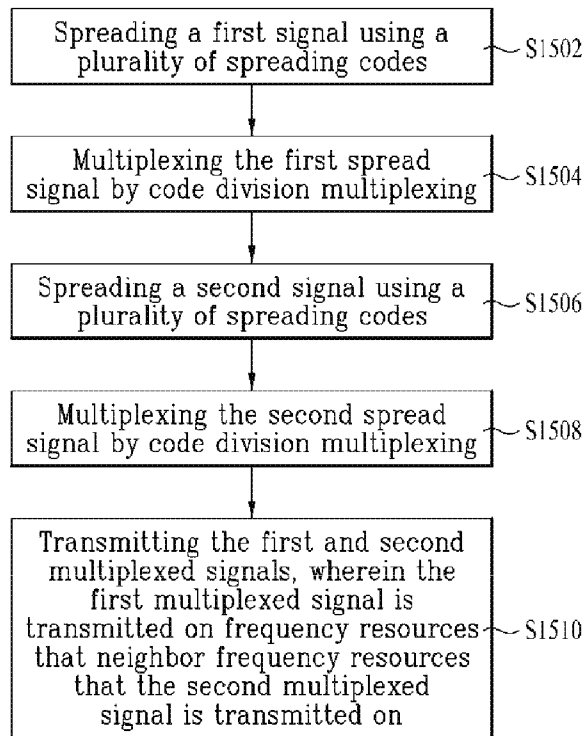 Spreading a first signal using a
plurality of spreading codes
S1502
Multiplexing the first spread
signal by code division multiplexing
S1504
Spreading a second signal using a
plurality of spreading codes
S1506
Multiplexing the second spread
signal by code division multiplexing
S1508
Transmitting the first and second
multiplexed signals, wherein the
first multiplexed signal is
transmitted on frequency resources
that neighbor frequency resources
that the second multiplexed
signal is transmitted on
S1510